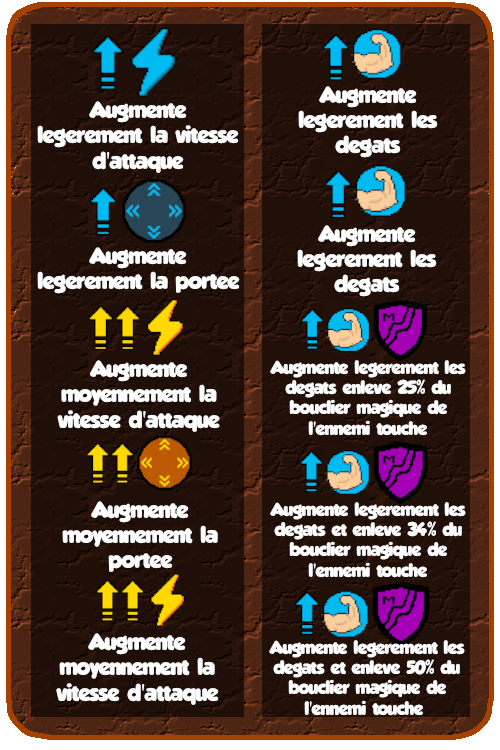 Augmente
legerement la vitesse
d'attaque
Augmente
legerement la portee
Augmente
moyennement la
vitesse d'attaque
Augmente
moyennement la
portee
Augmente
moyennement la
vitesse d'attaque
Augmente
legerement les
degats
Augmente
legerement les
degats
Augmente legerement les
degats enleve 25% du
bouclier magique de
l'ennemi touche
Augmente legerement les
degats et enleve 34% du
bouclier magique de
l'ennemi touche
Augmente legerement les
degats et enleve 50% du
bouclier magique de
l'ennemi touche